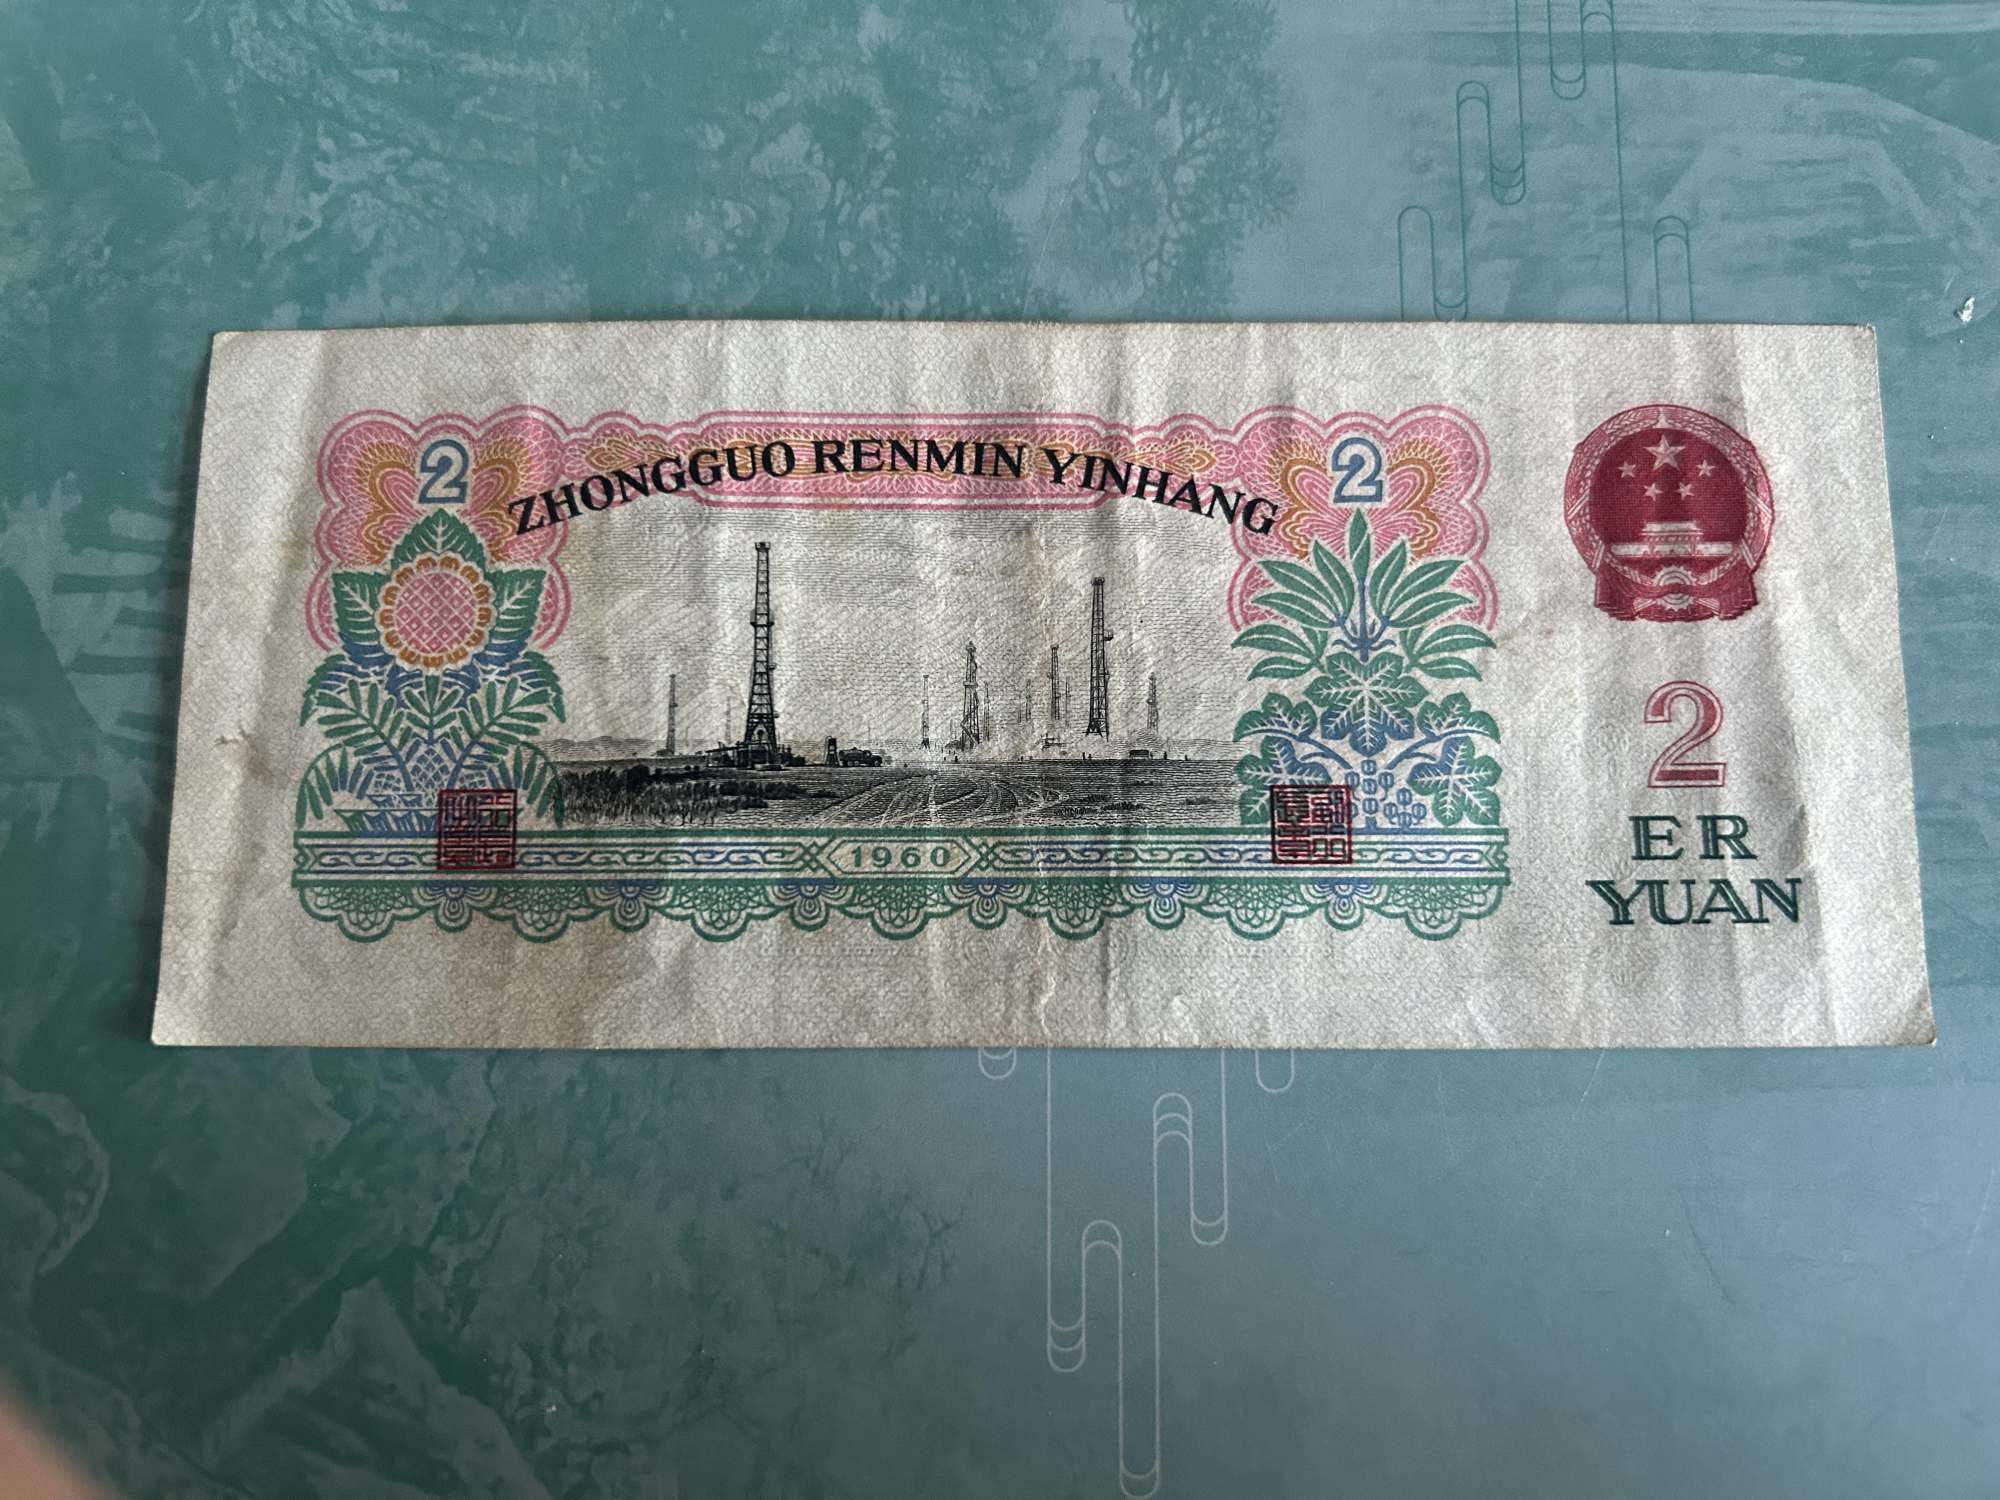 2 2
ZHONGGUO RENMIN YINHANG
1960
2
ER
YUAN